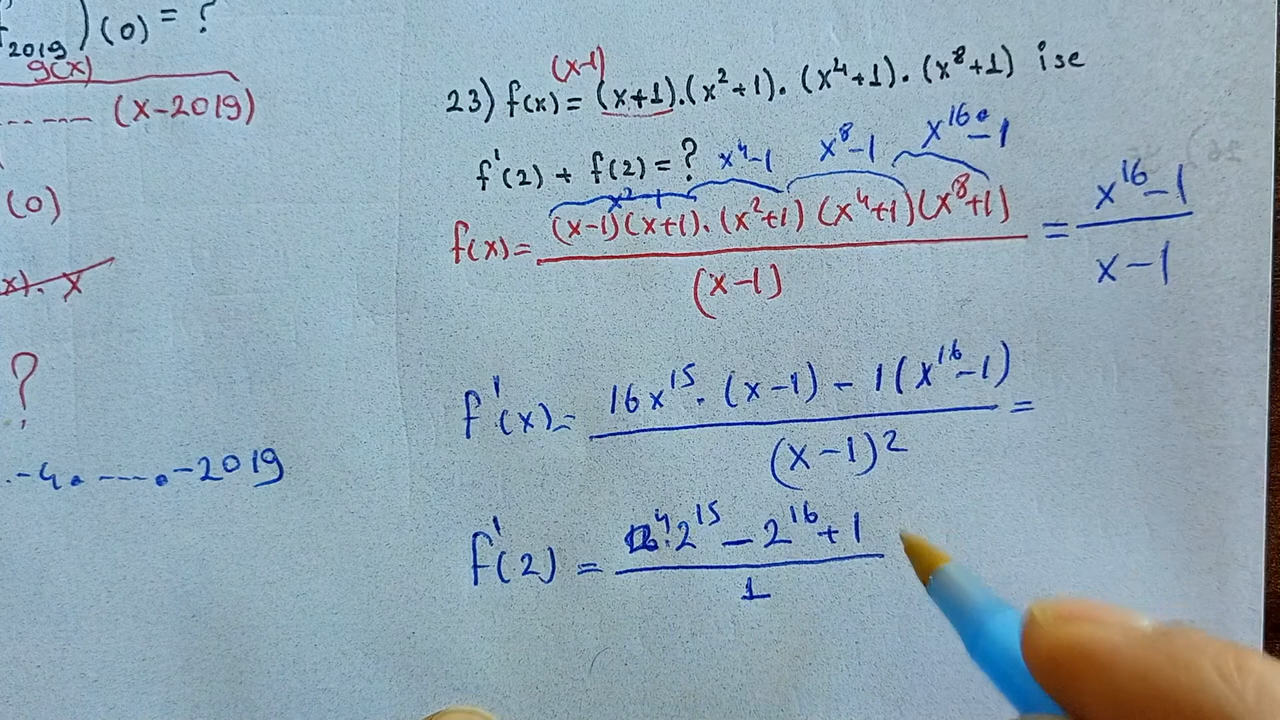 2019)(0) = ?
g(x)
---- (x-2019)
(0)
x). x
?
.-4. ---. -2019
(x-1)
23) f(x) = (x+1).(x²+1). (x⁴+1). (x⁸+1) ise
f'(2) + f(2) = ?
x²-1 x⁴-1 x⁸-1 x¹⁶-1
f(x) = (x-1)(x+1).(x²+1)(x⁴+1)(x⁸+1) / (x-1) = x¹⁶-1 / x-1
f'(x) = 16x¹⁵.(x-1) - 1(x¹⁶-1) / (x-1)² =
f'(2) = 2⁴.2¹⁵ - 2¹⁶ + 1 / 1